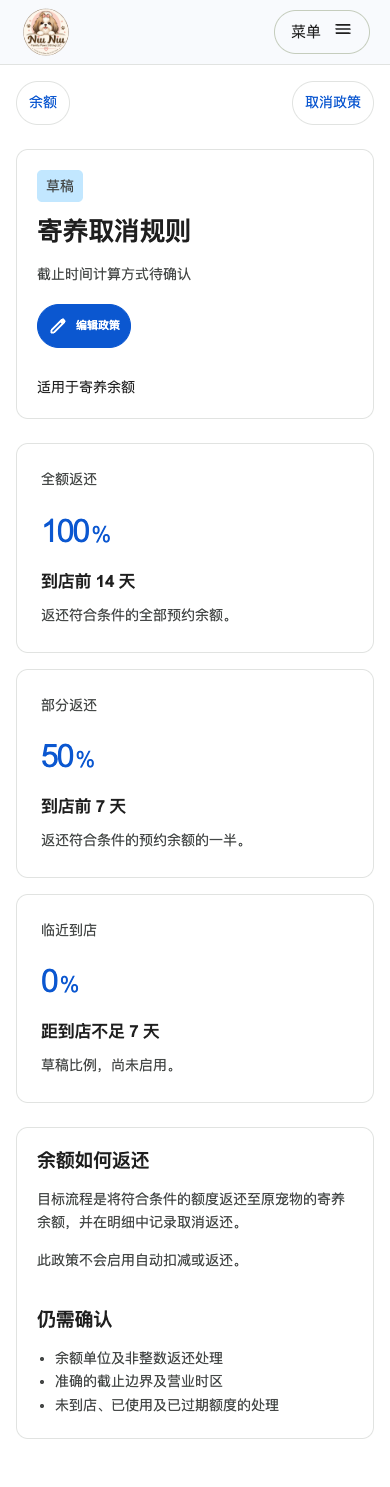 Niu Niu
菜单
余额
取消政策
草稿
寄养取消规则
截止时间计算方式待确认
编辑政策
适用于寄养余额
全额返还
100%
到店前 14 天
返还符合条件的全部预约余额。
部分返还
50%
到店前 7 天
返还符合条件的预约余额的一半。
临近到店
0%
距到店不足 7 天
草稿比例，尚未启用。
余额如何返还
目标流程是将符合条件的额度返还至原宠物的寄养
余额，并在明细中记录取消返还。
此政策不会启用自动扣减或返还。
仍需确认
• 余额单位及非整数返还处理
• 准确的截止边界及营业时区
• 未到店、已使用及已过期额度的处理